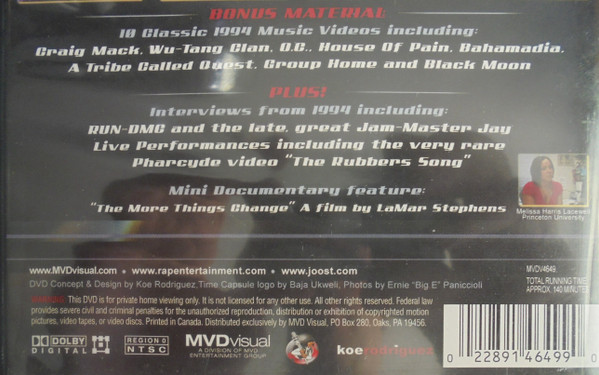 BONUS MATERIAL
10 Classic 1994 Music Videos including:
Craig Mack, Wu-Tang Clan, O.C., House Of Pain, Bahamadia,
A Tribe Called Quest, Group Home and Black Moon
PLUS!
Interviews from 1994 including:
RUN-DMC and the late, great Jam-Master Jay
Live Performances including the very rare
Pharcyde video "The Rubbers Song"
Mini Documentary feature:
"The More Things Change" A film by LaMar Stephens
Melissa Harris Lacewell
Princeton University
• www.MVDvisual.com • www.rapentertainment.com • www.joost.com
DVD Concept & Design by Koe Rodriguez, Time Capsule logo by Baja Ukweli, Photos by Ernie "Big E" Paniccioli
MVDV4649
TOTAL RUNNING TIME
APPROX. 140 MINUTES
This DVD is for private home viewing only. It is not licensed for any other use. All other rights reserved. Federal law
provides severe civil and criminal penalties for the unauthorized reproduction, distribution or exhibition of copyrighted motion
pictures, video tapes, or video discs. Printed in Canada. Distributed exclusively by MVD Visual, PO Box 280, Oaks, PA 19456.
DOLBY DIGITAL
REGION 0
NTSC
MVDvisual
A DIVISION OF MVD
ENTERTAINMENT GROUP
koerodriguez
0 22891 46499 0